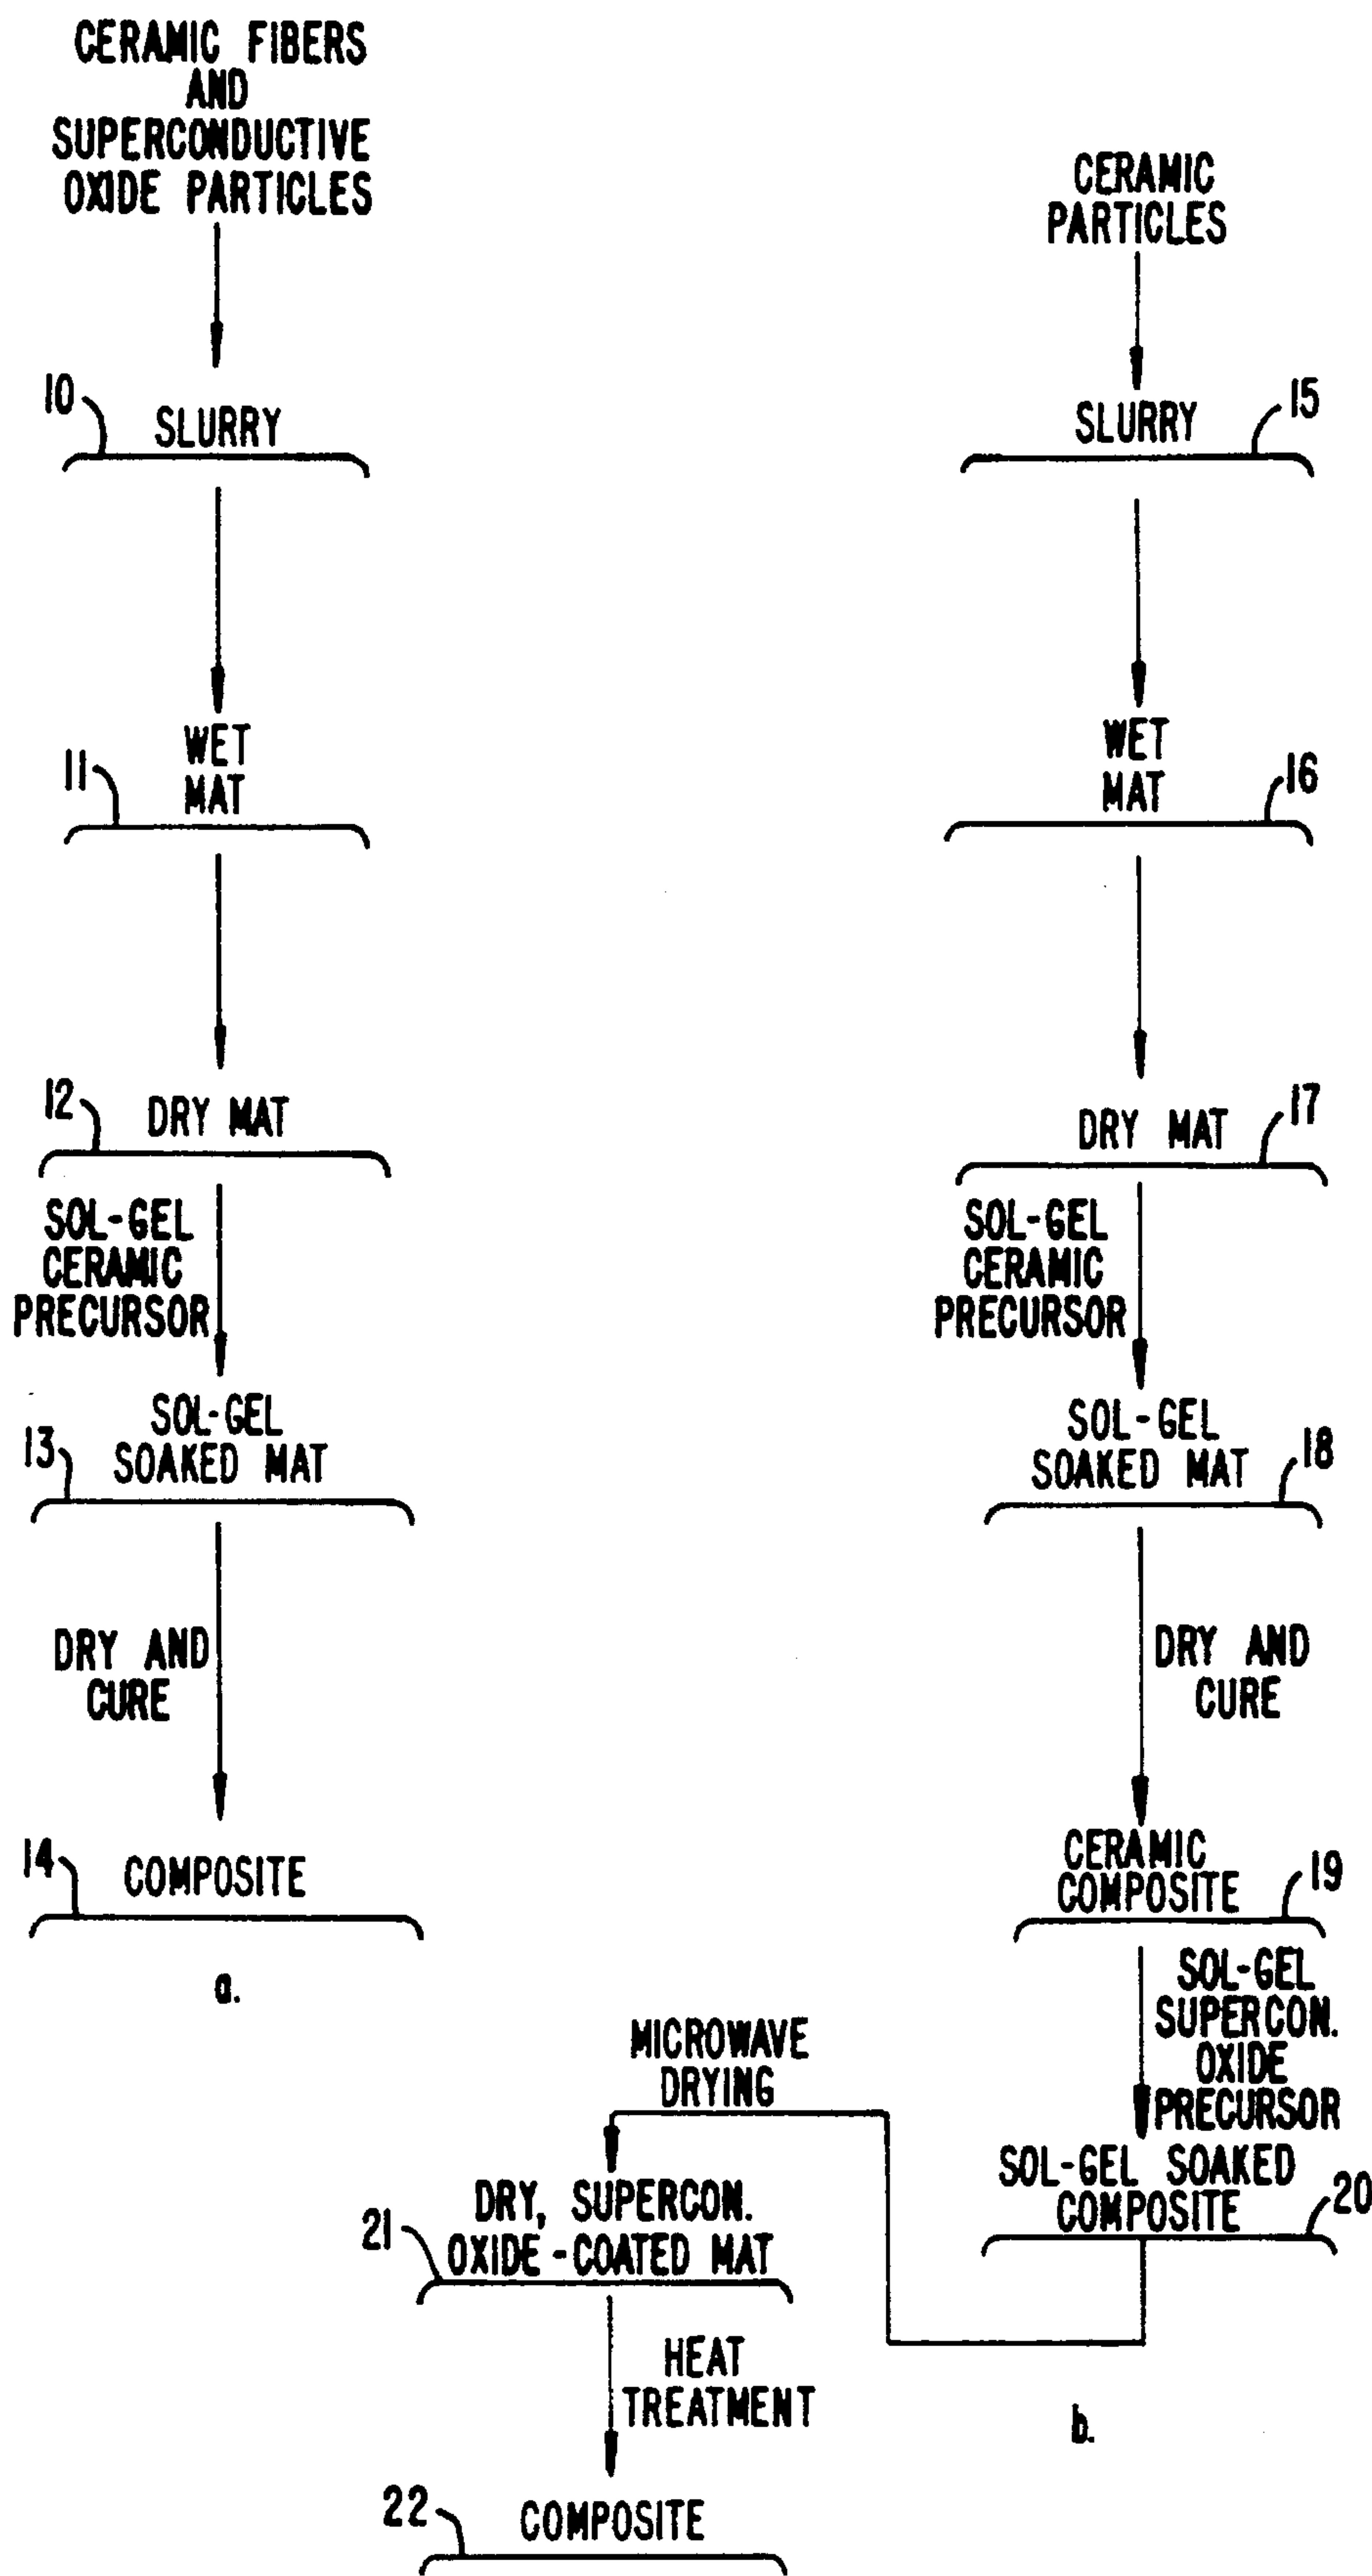 CERAMIC FIBERS
AND
SUPERCONDUCTIVE
OXIDE PARTICLES
10
SLURRY
11
WET
MAT
12
DRY MAT
SOL-GEL
CERAMIC
PRECURSOR
13
SOL-GEL
SOAKED MAT
DRY AND
CURE
14
COMPOSITE
a.
CERAMIC
PARTICLES
SLURRY
15
WET
MAT
16
DRY MAT
17
SOL-GEL
CERAMIC
PRECURSOR
SOL-GEL
SOAKED MAT
18
DRY AND
CURE
CERAMIC
COMPOSITE
19
SOL-GEL
SUPERCON.
OXIDE
PRECURSOR
SOL-GEL SOAKED
COMPOSITE
20
MICROWAVE
DRYING
DRY, SUPERCON.
OXIDE-COATED MAT
21
HEAT
TREATMENT
22
COMPOSITE
b.